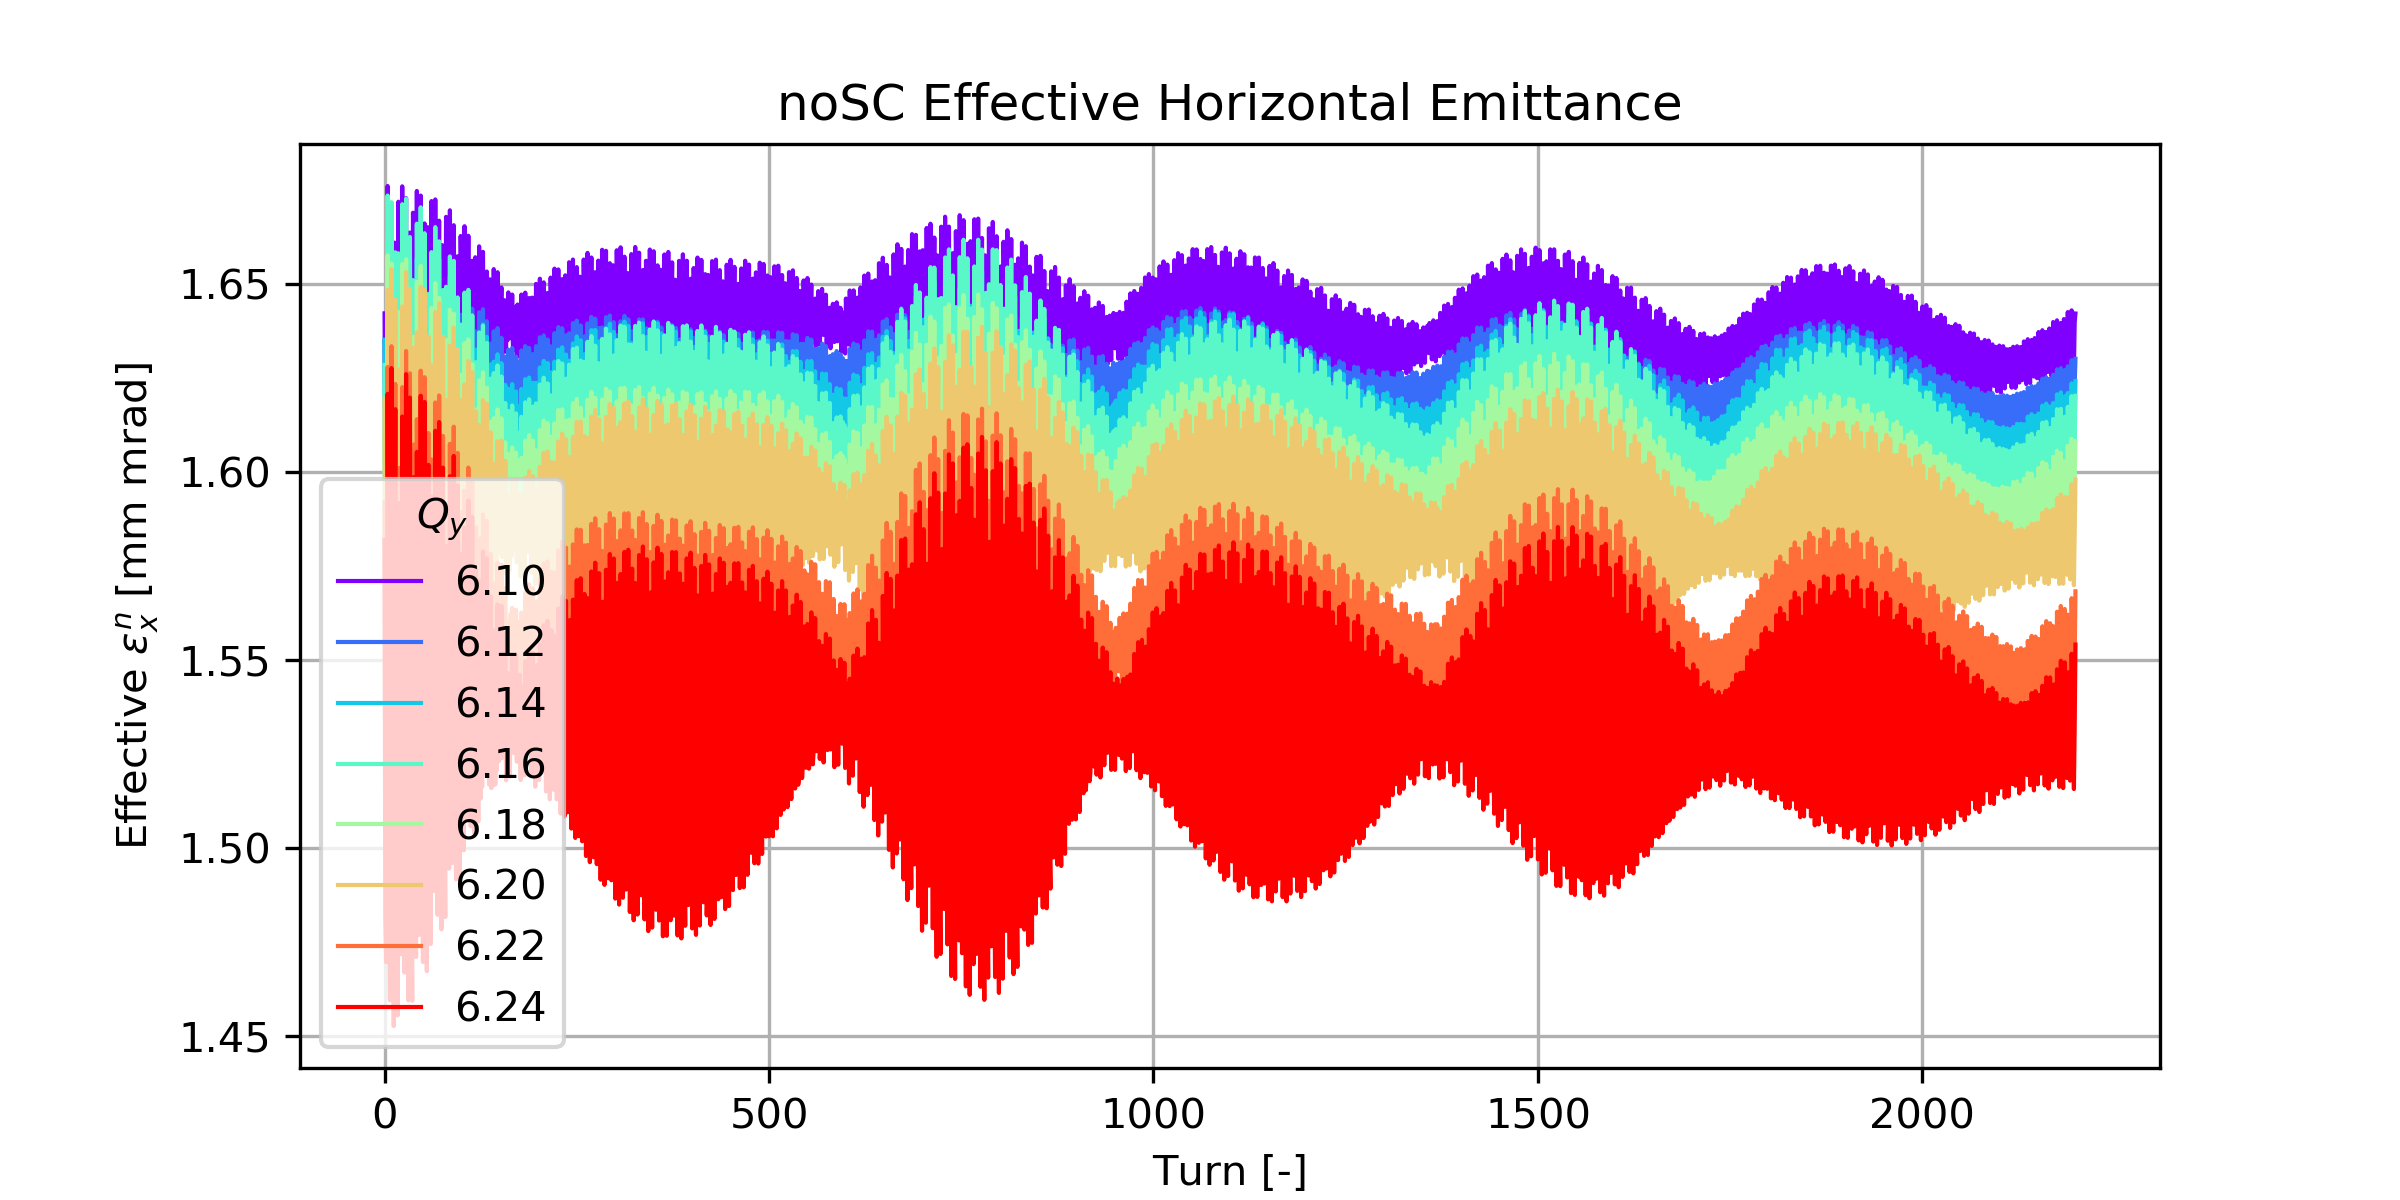 noSC Effective Horizontal Emittance
Effective εₓⁿ [mm mrad]
1.65
1.60
1.55
1.50
1.45
Q_y
6.10
6.12
6.14
6.16
6.18
6.20
6.22
6.24
0 500 1000 1500 2000
Turn [-]